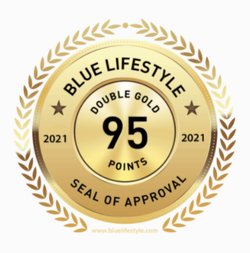 BLUE LIFESTYLE
DOUBLE GOLD
2021
95
2021
POINTS
SEAL OF APPROVAL
www.bluelifestyle.com